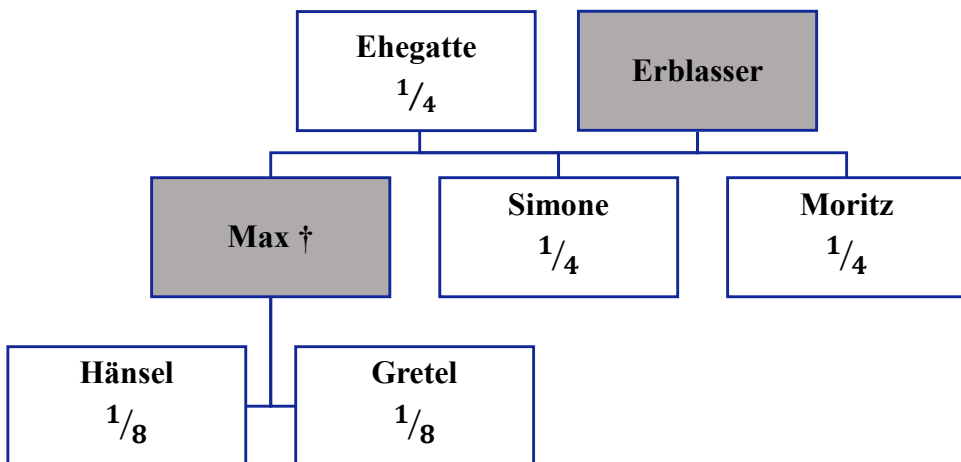 Ehegatte
1/4
Erblasser
Max †
Simone
1/4
Moritz
1/4
Hänsel
1/8
Gretel
1/8